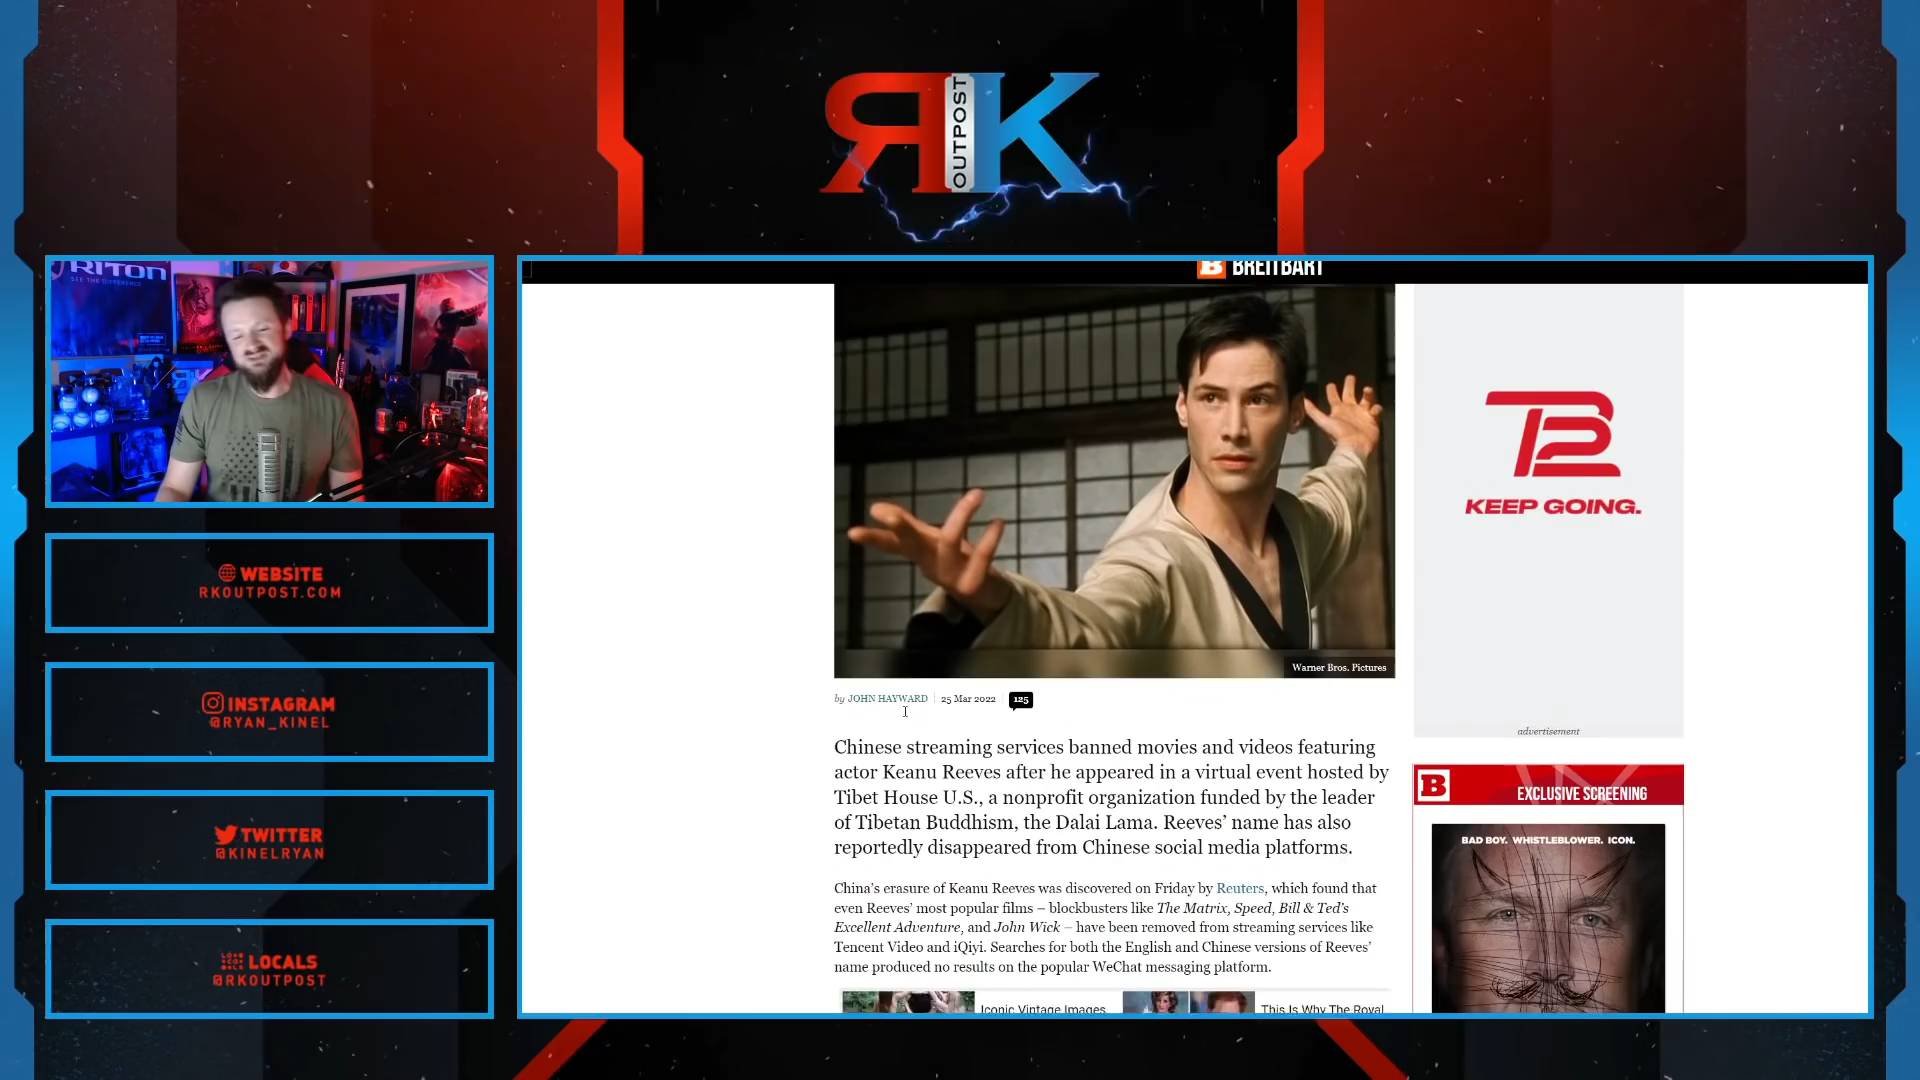 RK
OUTPOST
RITON
SEE THE DIFFERENCE
WEBSITE
RKOUTPOST.COM
INSTAGRAM
@RYAN_KINEL
TWITTER
@KINELRYAN
LOCALS
@RKOUTPOST
B BREITBART
Warner Bros. Pictures
by JOHN HAYWARD 25 Mar 2022 125
Chinese streaming services banned movies and videos featuring
actor Keanu Reeves after he appeared in a virtual event hosted by
Tibet House U.S., a nonprofit organization funded by the leader
of Tibetan Buddhism, the Dalai Lama. Reeves’ name has also
reportedly disappeared from Chinese social media platforms.
China’s erasure of Keanu Reeves was discovered on Friday by Reuters, which found that
even Reeves’ most popular films – blockbusters like The Matrix, Speed, Bill & Ted’s
Excellent Adventure, and John Wick – have been removed from streaming services like
Tencent Video and iQiyi. Searches for both the English and Chinese versions of Reeves’
name produced no results on the popular WeChat messaging platform.
Iconic Vintage Images
This Is Why The Royal
TB12
KEEP GOING.
advertisement
B EXCLUSIVE SCREENING
BAD BOY. WHISTLEBLOWER. ICON.